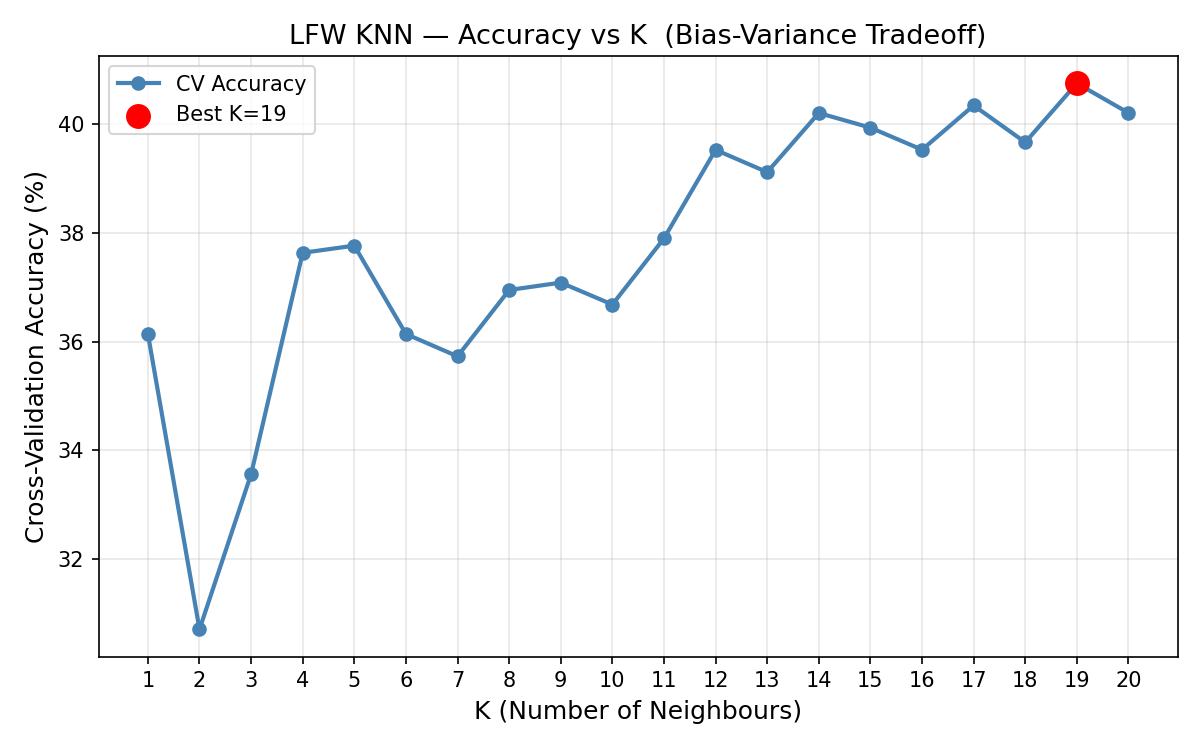 LFW KNN — Accuracy vs K  (Bias-Variance Tradeoff)
CV Accuracy
Best K=19
Cross-Validation Accuracy (%)
40
38
36
34
32
1 2 3 4 5 6 7 8 9 10 11 12 13 14 15 16 17 18 19 20
K (Number of Neighbours)